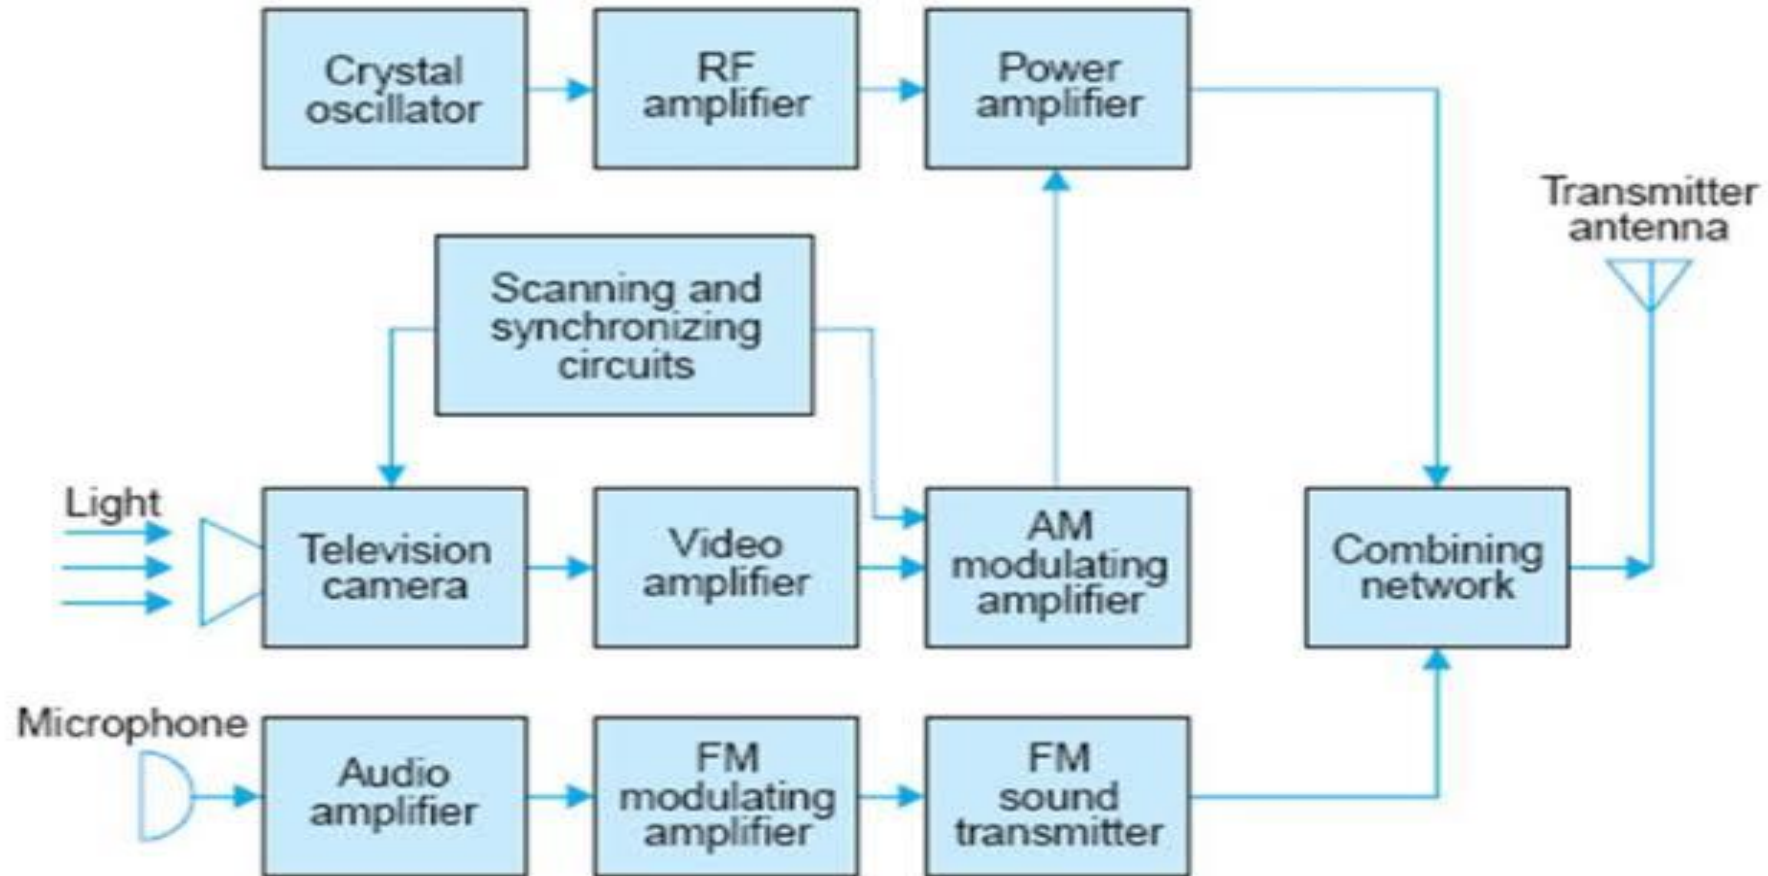 Crystal
oscillator
RF
amplifier
Power
amplifier
Transmitter
antenna
Scanning and
synchronizing
circuits
Light
Television
camera
Video
amplifier
AM
modulating
amplifier
Combining
network
Microphone
Audio
amplifier
FM
modulating
amplifier
FM
sound
transmitter